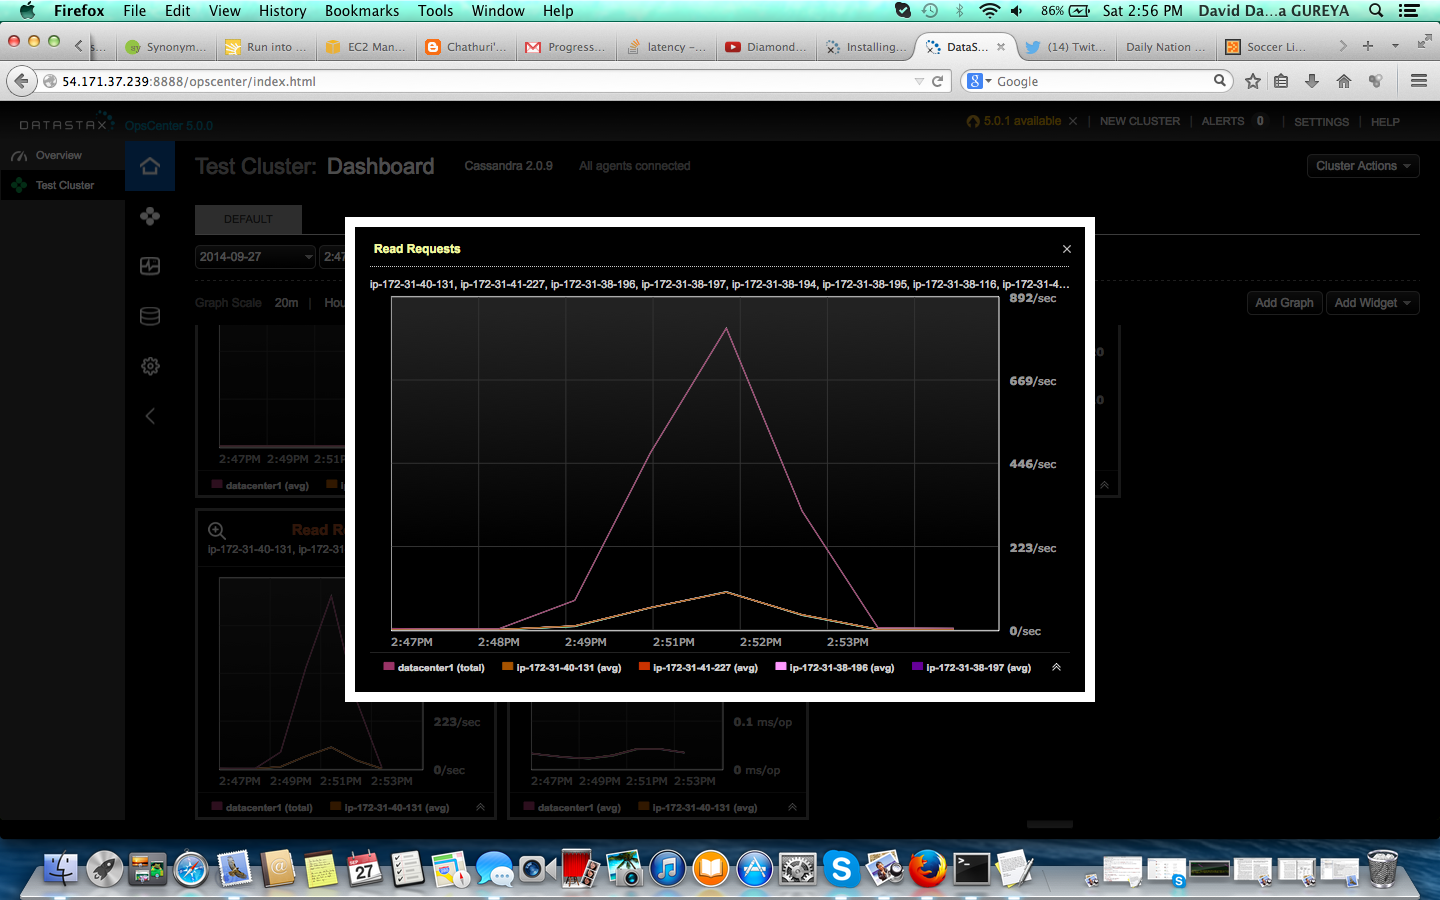 Firefox File Edit View History Bookmarks Tools Window Help 86% Sat 2:56 PM David Da...a GUREYA
s... Synonym... Run into ... EC2 Man... Chathuri'... Progress... latency –... Diamond... Installing... DataS... (14) Twit... Daily Nation ... Soccer Li...
54.171.37.239:8888/opscenter/index.html Google
DATASTAX OpsCenter 5.0.0 5.0.1 available NEW CLUSTER ALERTS 0 SETTINGS HELP
Overview
Test Cluster
Test Cluster: Dashboard Cassandra 2.0.9 All agents connected Cluster Actions
DEFAULT
2014-09-27 2:47
Graph Scale 20m Hou Add Graph Add Widget
Read Requests
ip-172-31-40-131, ip-172-31-41-227, ip-172-31-38-196, ip-172-31-38-197, ip-172-31-38-194, ip-172-31-38-195, ip-172-31-38-116, ip-172-31-4...
892/sec
669/sec
446/sec
223/sec
0/sec
2:47PM 2:48PM 2:49PM 2:51PM 2:52PM 2:53PM
datacenter1 (total) ip-172-31-40-131 (avg) ip-172-31-41-227 (avg) ip-172-31-38-196 (avg) ip-172-31-38-197 (avg)
2:47PM 2:49PM 2:51P
datacenter1 (avg)
Read R
ip-172-31-40-131, ip-172-31
223/sec
0/sec
2:47PM 2:49PM 2:51PM 2:53PM
datacenter1 (total) ip-172-31-40-131 (avg)
0.1 ms/op
0 ms/op
2:47PM 2:49PM 2:51PM 2:53PM
datacenter1 (avg) ip-172-31-40-131 (avg)
SEP
27